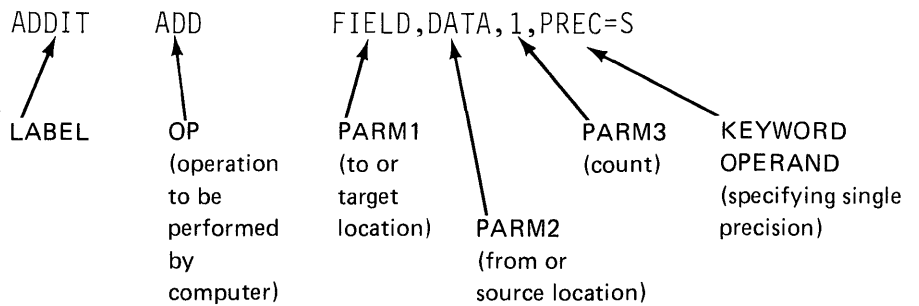 ADDIT ADD FIELD,DATA,1,PREC=S
LABEL
OP
(operation
to be
performed
by
computer)
PARM1
(to or
target
location)
PARM2
(from or
source location)
PARM3
(count)
KEYWORD
OPERAND
(specifying single
precision)